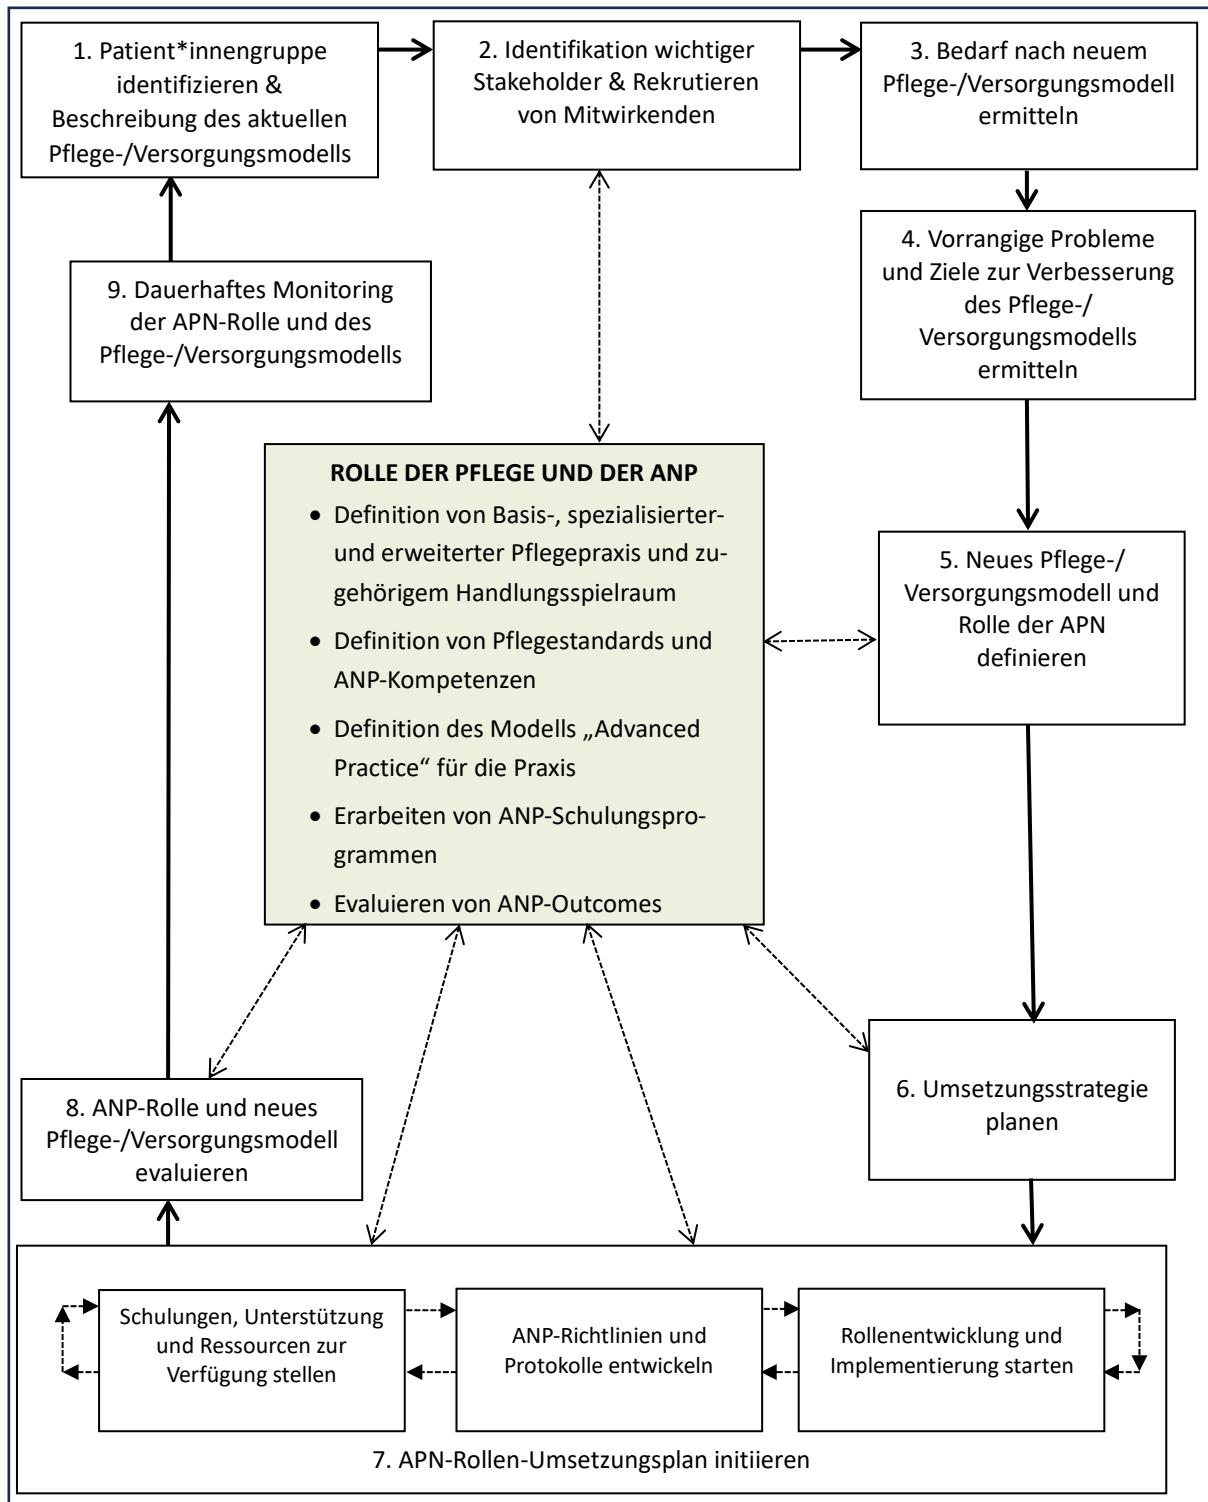 1. Patient*innengruppe
identifizieren &
Beschreibung des aktuellen
Pflege-/Versorgungsmodells
2. Identifikation wichtiger
Stakeholder & Rekrutieren
von Mitwirkenden
3. Bedarf nach neuem
Pflege-/Versorgungsmodell
ermitteln
4. Vorrangige Probleme
und Ziele zur Verbesserung
des Pflege-/
Versorgungsmodells
ermitteln
9. Dauerhaftes Monitoring
der APN-Rolle und des
Pflege-/Versorgungsmodells
ROLLE DER PFLEGE UND DER ANP
• Definition von Basis-, spezialisierter-
und erweiterter Pflegepraxis und zu-
gehörigem Handlungsspielraum
• Definition von Pflegestandards und
ANP-Kompetenzen
• Definition des Modells „Advanced
Practice“ für die Praxis
• Erarbeiten von ANP-Schulungspro-
grammen
• Evaluieren von ANP-Outcomes
5. Neues Pflege-/
Versorgungsmodell und
Rolle der APN
definieren
6. Umsetzungsstrategie
planen
8. ANP-Rolle und neues
Pflege-/Versorgungsmodell
evaluieren
Schulungen, Unterstützung
und Ressourcen zur
Verfügung stellen
ANP-Richtlinien und
Protokolle entwickeln
Rollenentwicklung und
Implementierung starten
7. APN-Rollen-Umsetzungsplan initiieren